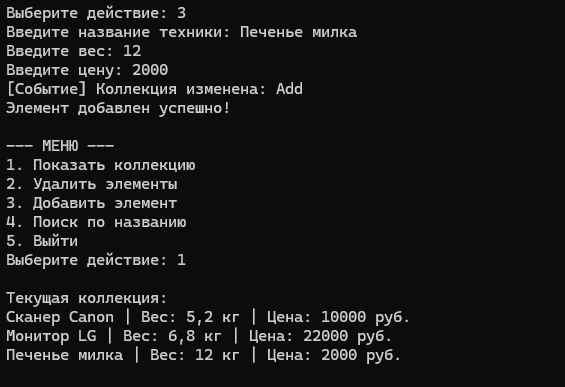 Выберите действие: 3
Введите название техники: Печенье милка
Введите вес: 12
Введите цену: 2000
[Событие] Коллекция изменена: Add
Элемент добавлен успешно!
--- МЕНЮ ---
1. Показать коллекцию
2. Удалить элементы
3. Добавить элемент
4. Поиск по названию
5. Выйти
Выберите действие: 1
Текущая коллекция:
Сканер Canon | Вес: 5,2 кг | Цена: 10000 руб.
Монитор LG | Вес: 6,8 кг | Цена: 22000 руб.
Печенье милка | Вес: 12 кг | Цена: 2000 руб.